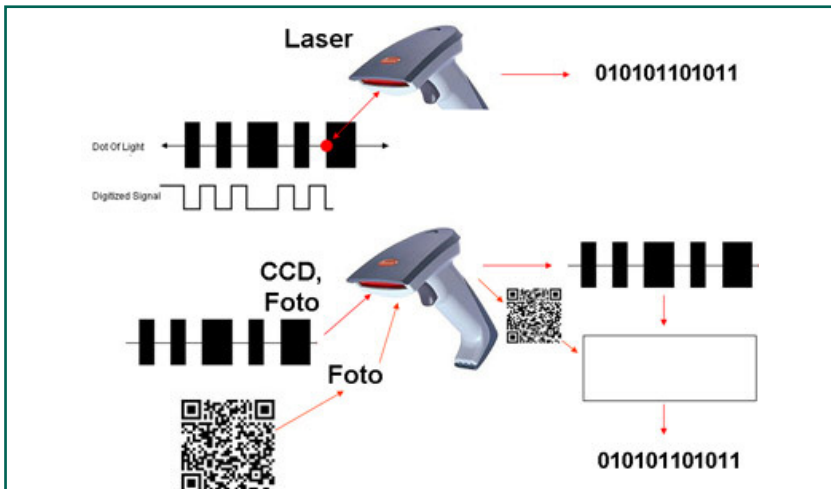 Laser
010101101011
Dot Of Light
Digitized Signal
CCD,
Foto
Foto
010101101011